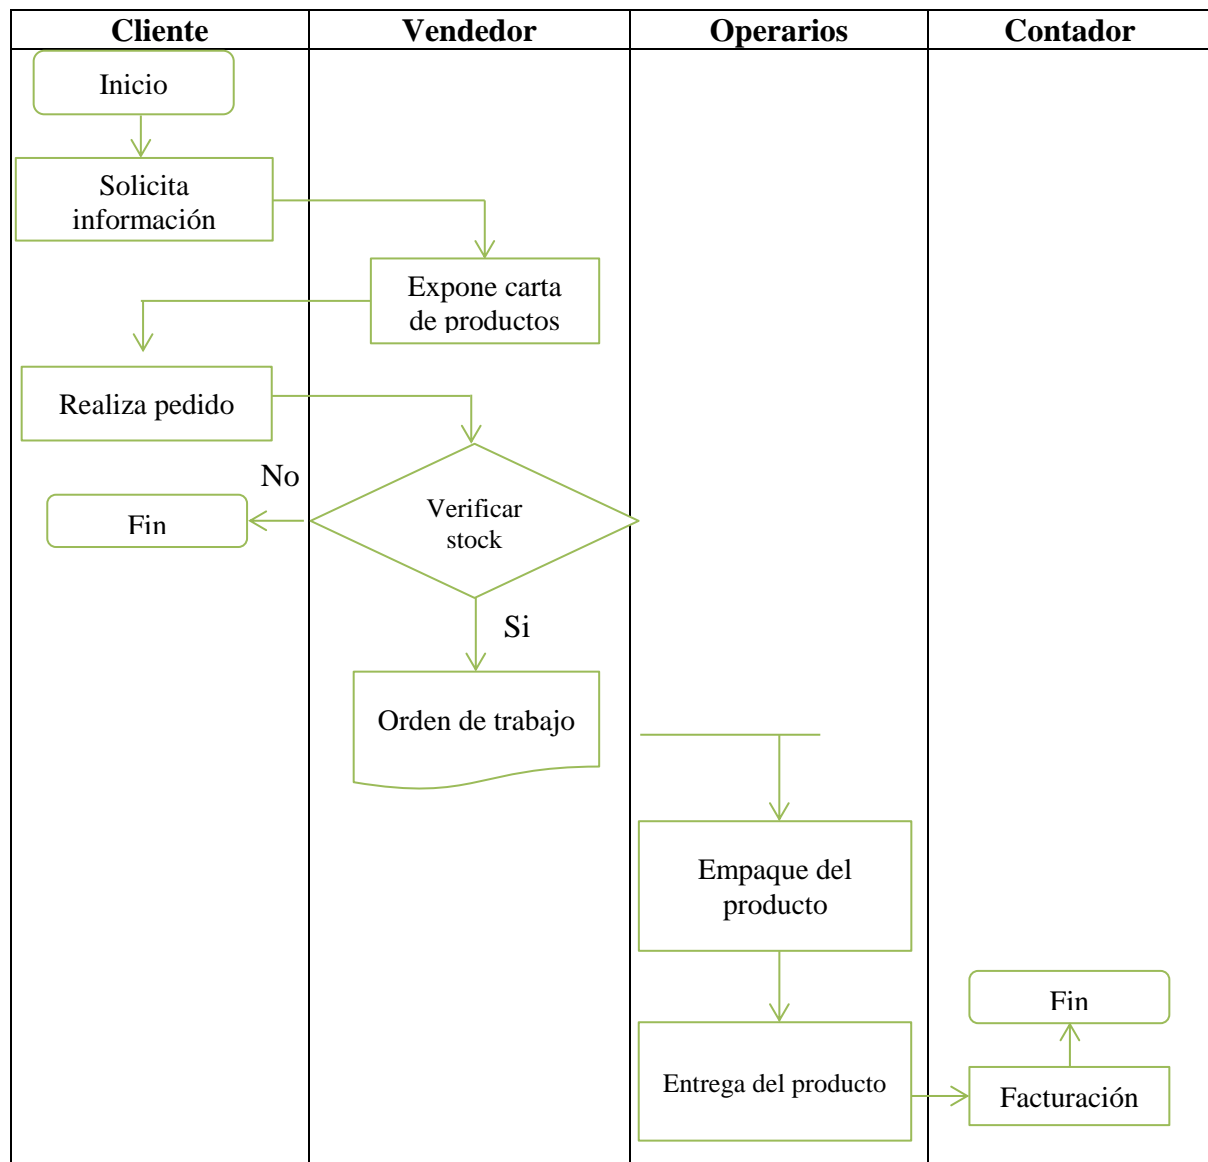 Cliente
Vendedor
Operarios
Contador
Inicio
Solicita
información
Expone carta
de productos
Realiza pedido
No
Fin
Verificar
stock
Si
Orden de trabajo
Empaque del
producto
Fin
Entrega del producto
Facturación